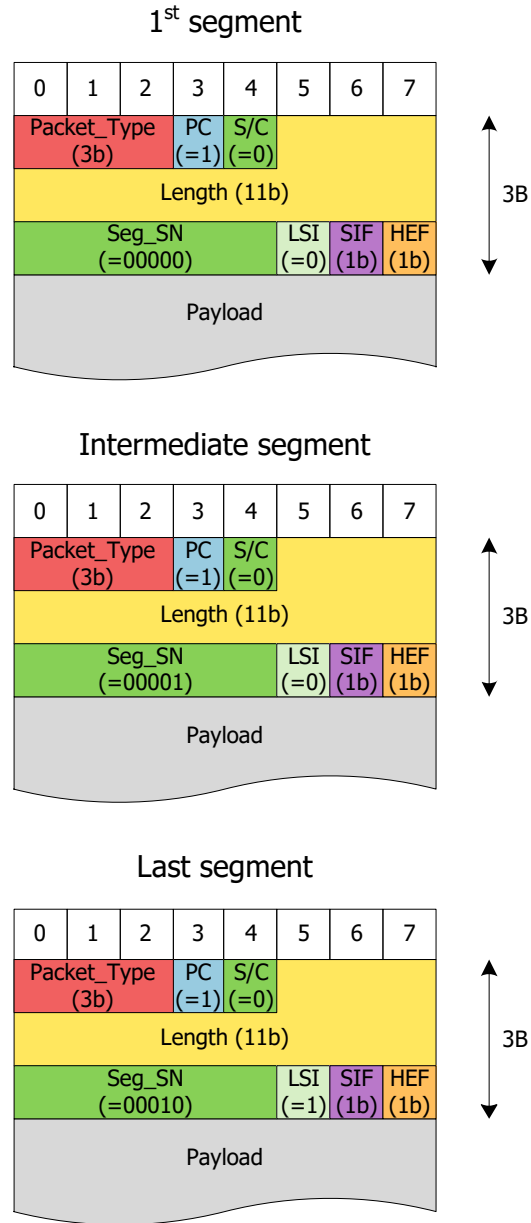 1st segment
0 1 2 3 4 5 6 7
Packet_Type PC S/C
(3b) (=1) (=0)
Length (11b)
3B
Seg_SN LSI SIF HEF
(=00000) (=0) (1b) (1b)
Payload
Intermediate segment
0 1 2 3 4 5 6 7
Packet_Type PC S/C
(3b) (=1) (=0)
Length (11b)
3B
Seg_SN LSI SIF HEF
(=00001) (=0) (1b) (1b)
Payload
Last segment
0 1 2 3 4 5 6 7
Packet_Type PC S/C
(3b) (=1) (=0)
Length (11b)
3B
Seg_SN LSI SIF HEF
(=00010) (=1) (1b) (1b)
Payload